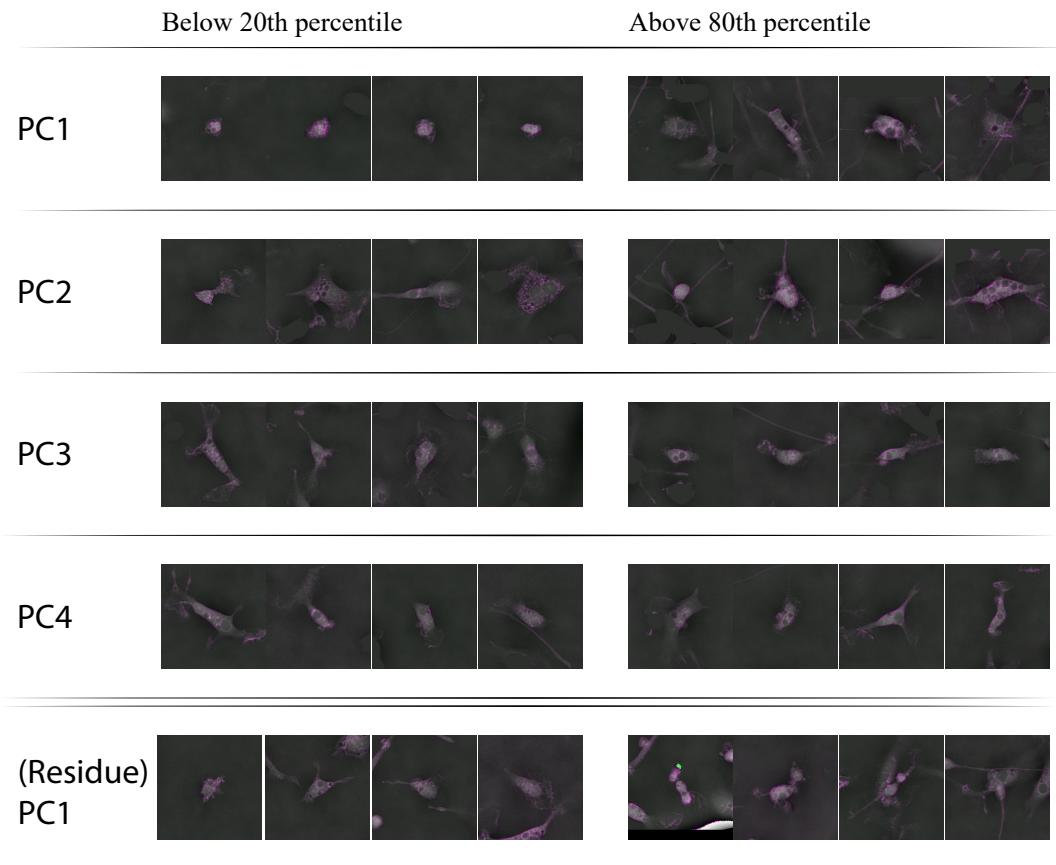 Below 20th percentile
Above 80th percentile
PC1
PC2
PC3
PC4
(Residue)
PC1